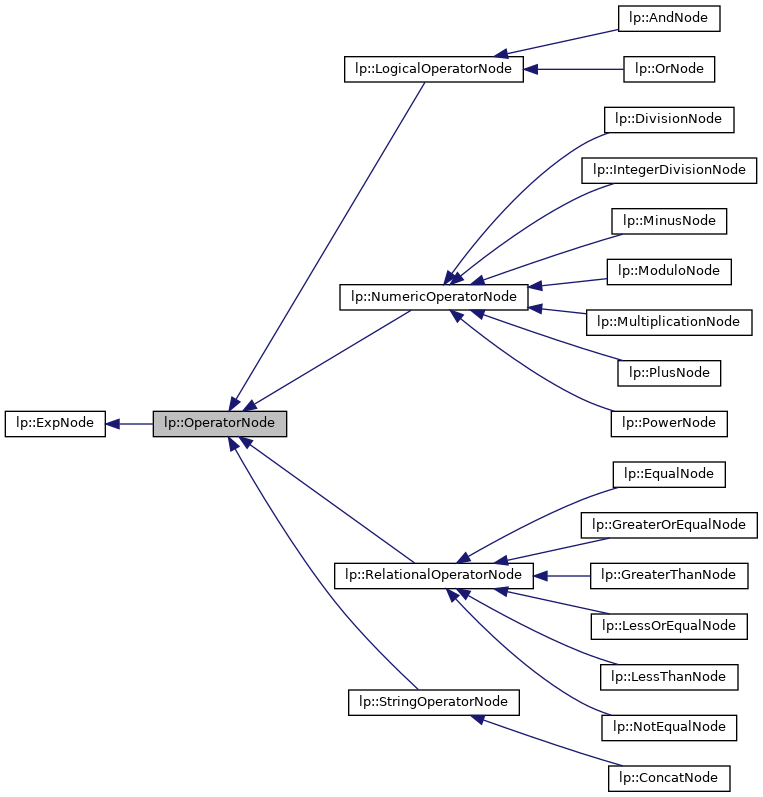 lp::AndNode
lp::LogicalOperatorNode
lp::OrNode
lp::DivisionNode
lp::IntegerDivisionNode
lp::MinusNode
lp::ModuloNode
lp::NumericOperatorNode
lp::MultiplicationNode
lp::PlusNode
lp::ExpNode
lp::OperatorNode
lp::PowerNode
lp::EqualNode
lp::GreaterOrEqualNode
lp::RelationalOperatorNode
lp::GreaterThanNode
lp::LessOrEqualNode
lp::LessThanNode
lp::StringOperatorNode
lp::NotEqualNode
lp::ConcatNode